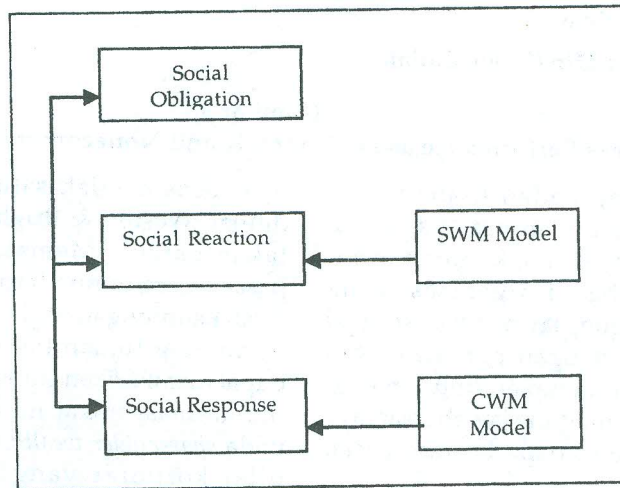 Social
Obligation
Social Reaction
SWM Model
Social Response
CWM
Model